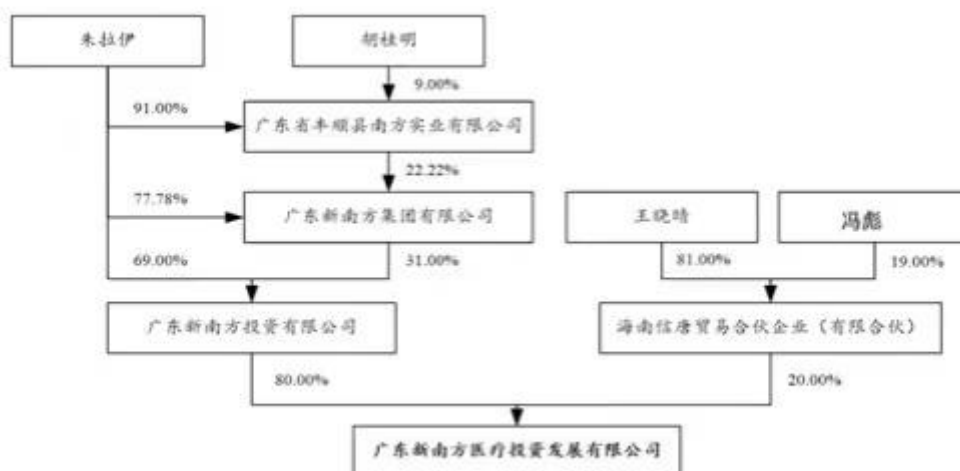 朱拉伊
胡桂明
9.00%
91.00%
广东省丰顺县南方实业有限公司
22.22%
77.78%
广东新南方集团有限公司
王晓晴
冯彪
69.00%
31.00%
81.00%
19.00%
广东新南方投资有限公司
海南信唐贸易合伙企业（有限合伙）
80.00%
20.00%
广东新南方医疗投资发展有限公司